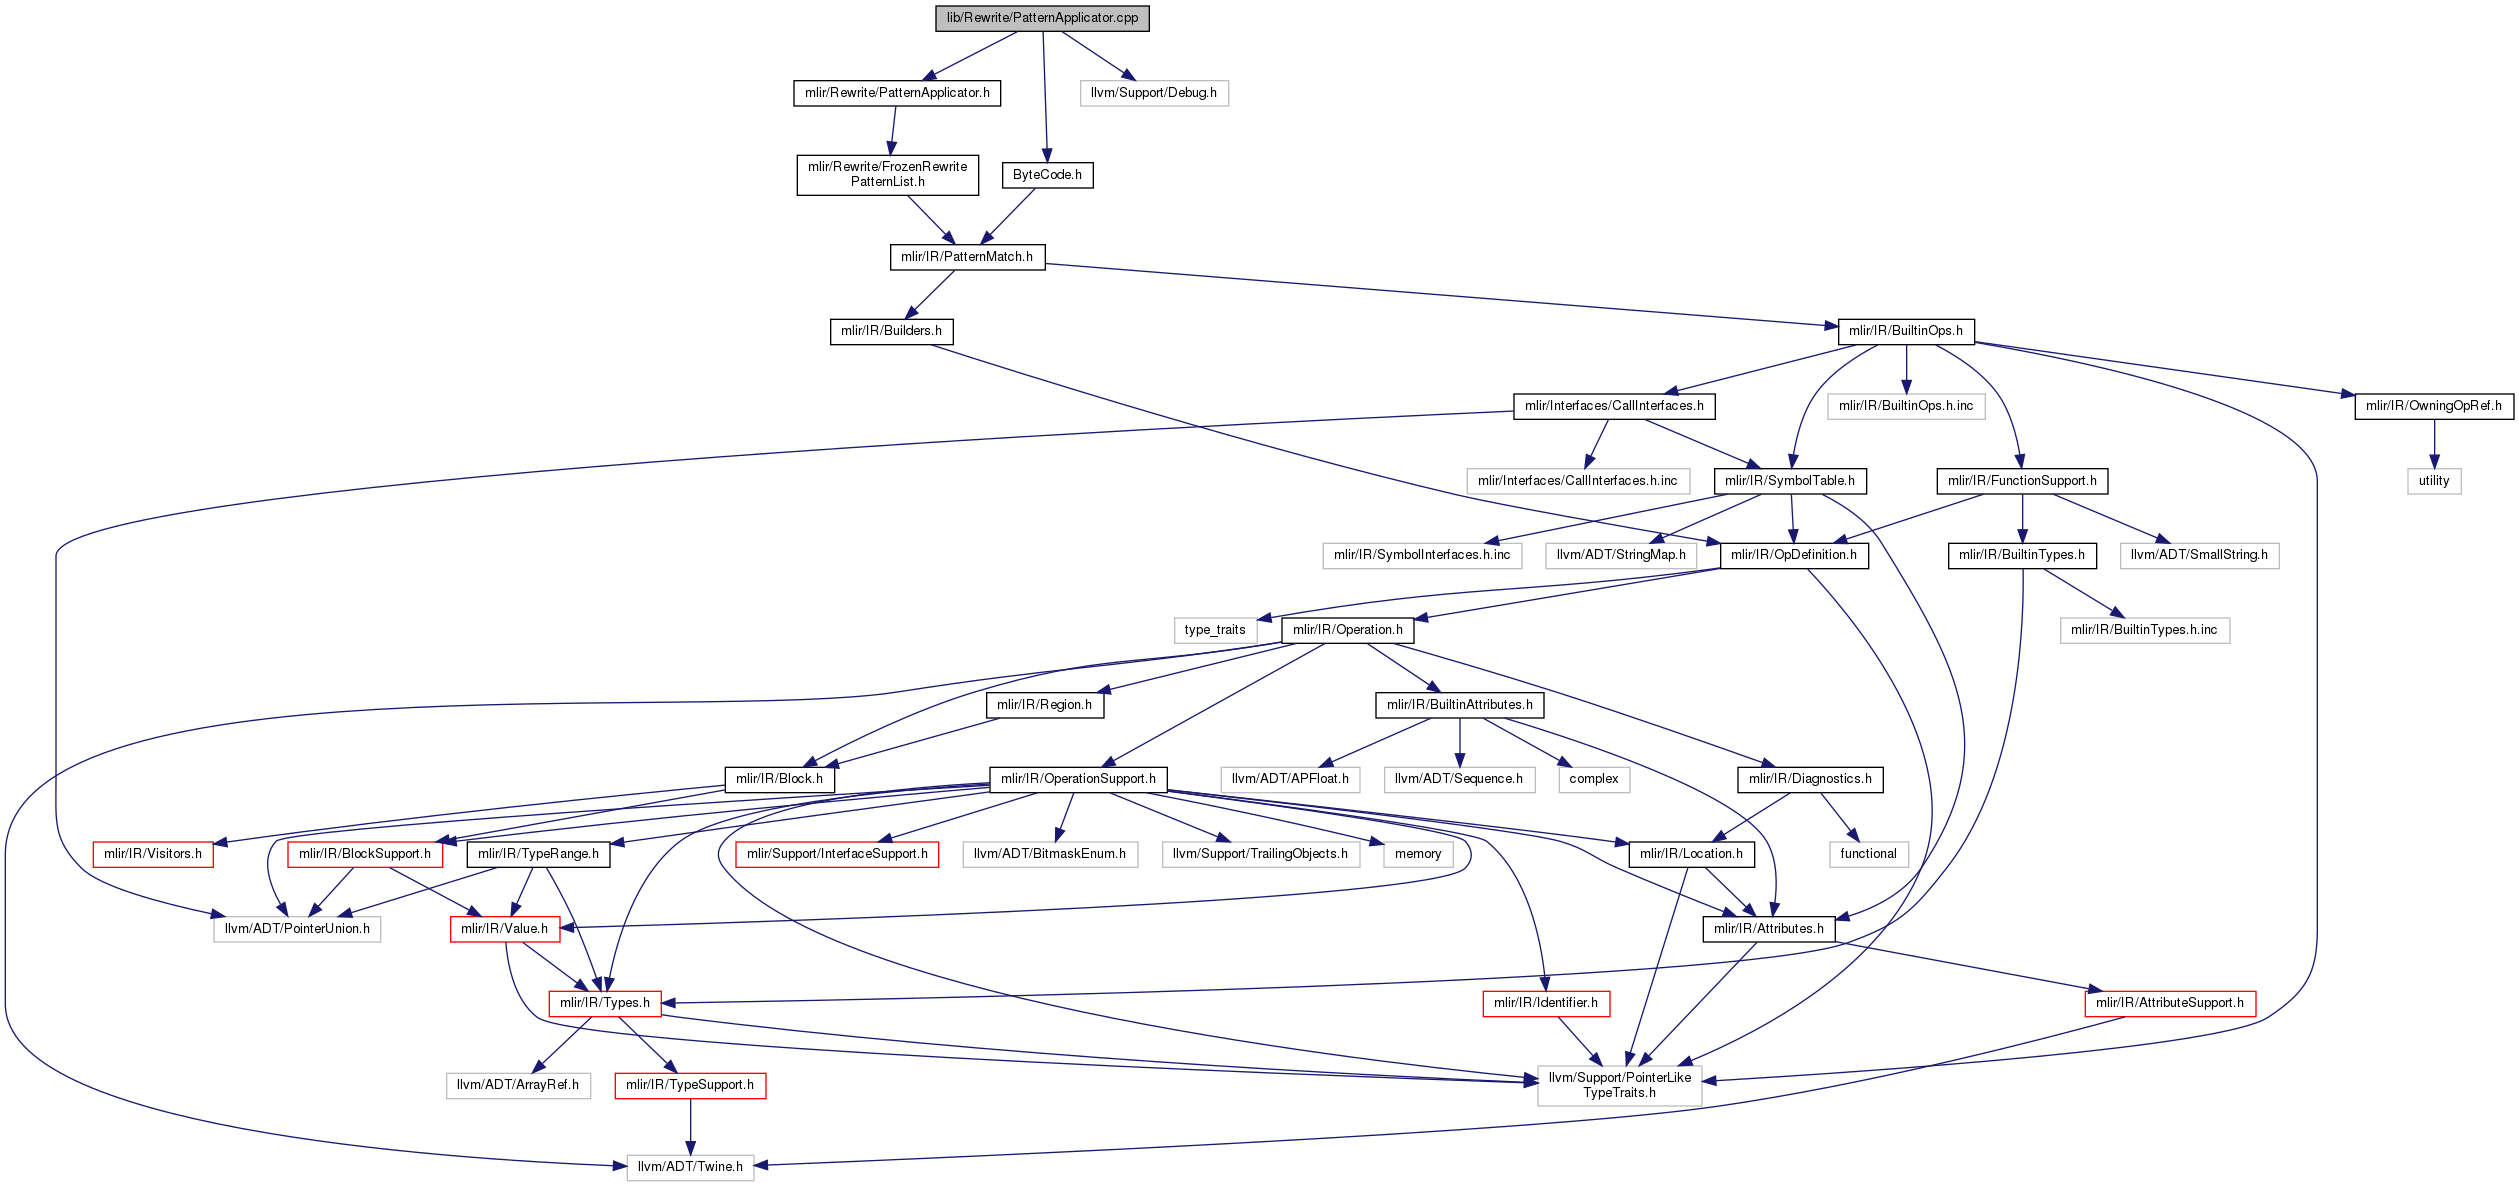 lib/Rewrite/PatternApplicator.cpp
mlir/Rewrite/PatternApplicator.h
llvm/Support/Debug.h
mlir/Rewrite/FrozenRewrite
PatternList.h
ByteCode.h
mlir/IR/PatternMatch.h
mlir/IR/Builders.h
mlir/IR/BuiltinOps.h
mlir/Interfaces/CallInterfaces.h
mlir/IR/BuiltinOps.h.inc
mlir/IR/OwningOpRef.h
mlir/Interfaces/CallInterfaces.h.inc
mlir/IR/SymbolTable.h
mlir/IR/FunctionSupport.h
utility
mlir/IR/SymbolInterfaces.h.inc
llvm/ADT/StringMap.h
mlir/IR/OpDefinition.h
mlir/IR/BuiltinTypes.h
llvm/ADT/SmallString.h
type_traits
mlir/IR/Operation.h
mlir/IR/BuiltinTypes.h.inc
mlir/IR/Region.h
mlir/IR/BuiltinAttributes.h
mlir/IR/Block.h
mlir/IR/OperationSupport.h
llvm/ADT/APFloat.h
llvm/ADT/Sequence.h
complex
mlir/IR/Diagnostics.h
mlir/IR/Visitors.h
mlir/IR/BlockSupport.h
mlir/IR/TypeRange.h
mlir/Support/InterfaceSupport.h
llvm/ADT/BitmaskEnum.h
llvm/Support/TrailingObjects.h
memory
mlir/IR/Location.h
functional
llvm/ADT/PointerUnion.h
mlir/IR/Value.h
mlir/IR/Attributes.h
mlir/IR/Types.h
mlir/IR/Identifier.h
mlir/IR/AttributeSupport.h
llvm/ADT/ArrayRef.h
mlir/IR/TypeSupport.h
llvm/Support/PointerLike
TypeTraits.h
llvm/ADT/Twine.h